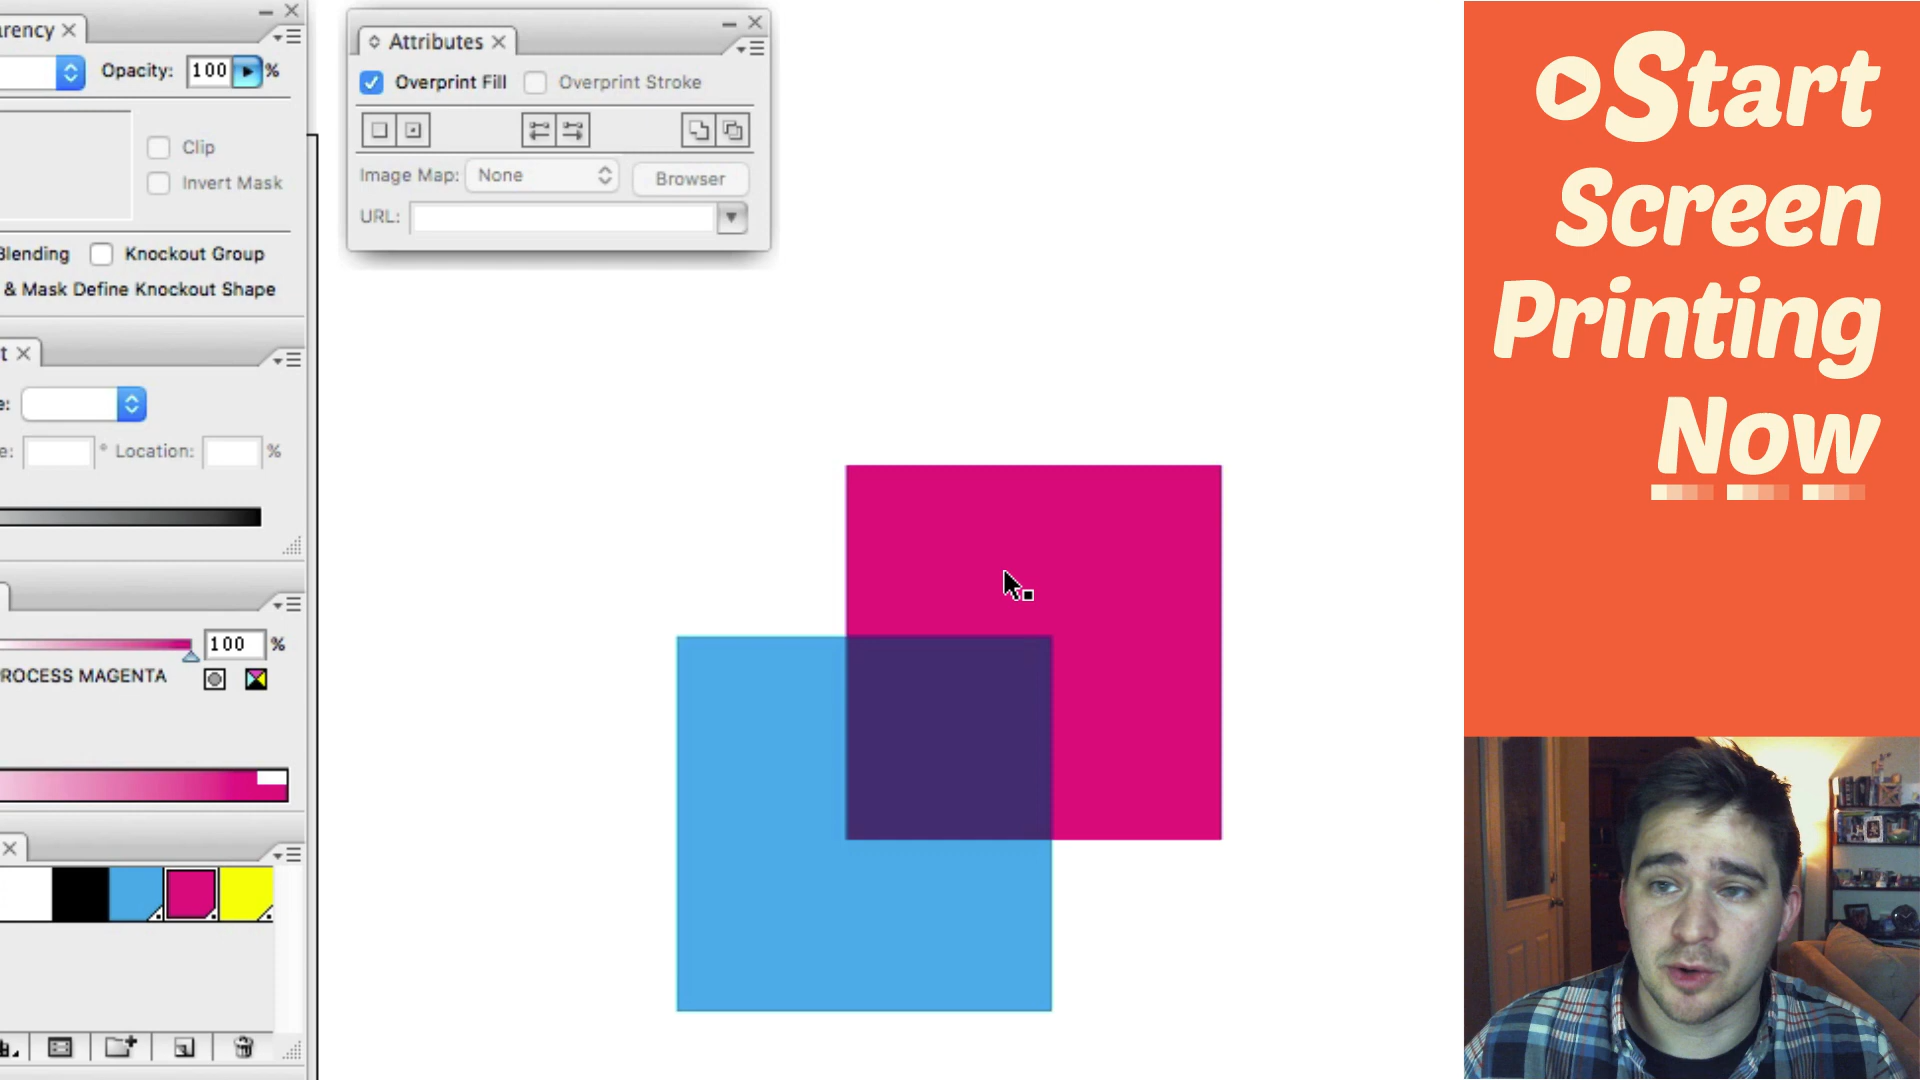 arency
Opacity: 100 %
Clip
Invert Mask
Blending Knockout Group
& Mask Define Knockout Shape
t
e:
e: ° Location: %
100 %
ROCESS MAGENTA
Attributes
Overprint Fill Overprint Stroke
Image Map: None Browser
URL:
Start
Screen
Printing
Now